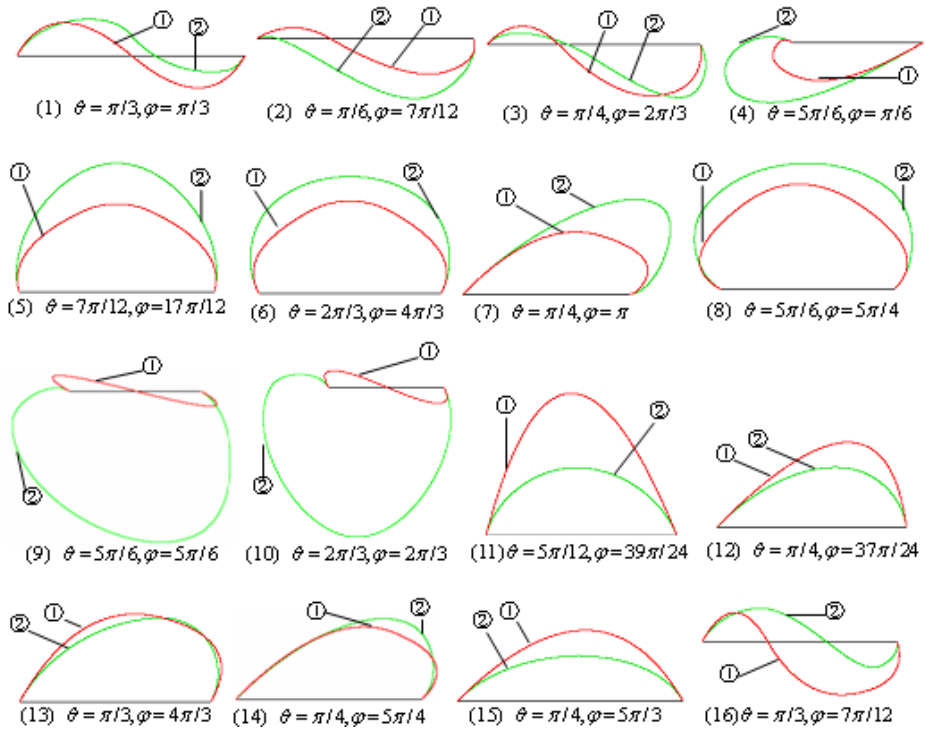 ① ② ② ① ① ② ② ①
(1) ϑ = π/3, φ = π/3 (2) ϑ = π/6, φ = 7π/12 (3) ϑ = π/4, φ = 2π/3 (4) ϑ = 5π/6, φ = π/6
① ② ① ② ① ② ① ②
(5) ϑ = 7π/12, φ = 17π/12 (6) ϑ = 2π/3, φ = 4π/3 (7) ϑ = π/4, φ = π (8) ϑ = 5π/6, φ = 5π/4
① ② ① ② ① ② ① ②
(9) ϑ = 5π/6, φ = 5π/6 (10) ϑ = 2π/3, φ = 2π/3 (11) ϑ = 5π/12, φ = 39π/24 (12) ϑ = π/4, φ = 37π/24
① ② ① ② ① ② ② ①
(13) ϑ = π/3, φ = 4π/3 (14) ϑ = π/4, φ = 5π/4 (15) ϑ = π/4, φ = 5π/3 (16) ϑ = π/3, φ = 7π/12